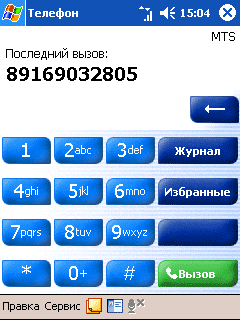 Телефон 15:04
MTS
Последний вызов:
89169032805
1 2abc 3def Журнал
4ghi 5jkl 6mno Избранные
7pqrs 8tuv 9wxyz
* 0+ # Вызов
Правка Сервис